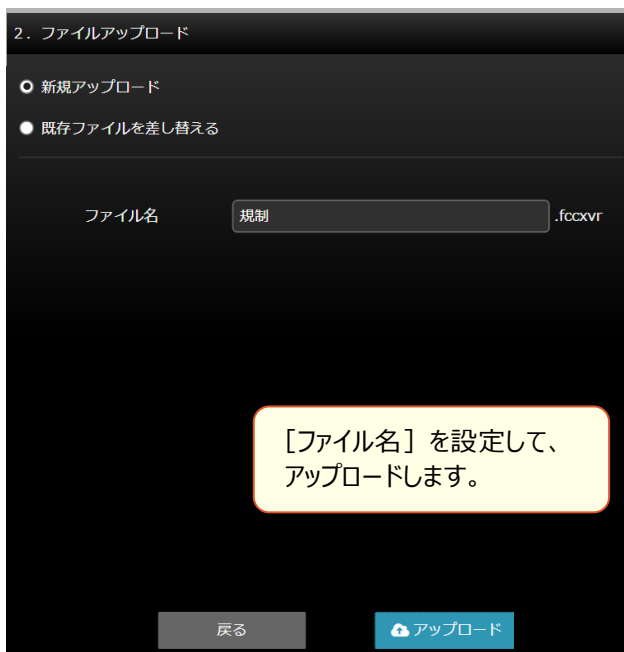 2. ファイルアップロード
新規アップロード
既存ファイルを差し替える
ファイル名 規制 .fccxvr
［ファイル名］を設定して、
アップロードします。
戻る アップロード